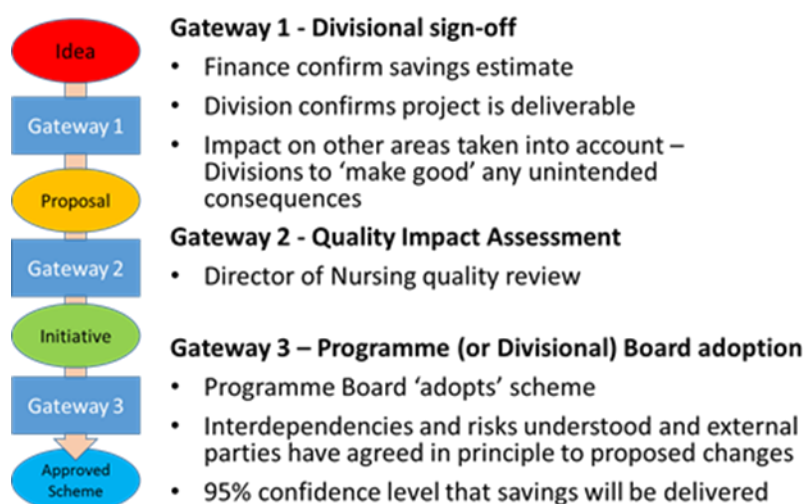 Idea
Gateway 1
Proposal
Gateway 2
Initiative
Gateway 3
Approved
Scheme
Gateway 1 - Divisional sign-off
• Finance confirm savings estimate
• Division confirms project is deliverable
• Impact on other areas taken into account –
Divisions to ‘make good’ any unintended
consequences
Gateway 2 - Quality Impact Assessment
• Director of Nursing quality review
Gateway 3 – Programme (or Divisional) Board adoption
• Programme Board ‘adopts’ scheme
• Interdependencies and risks understood and external
parties have agreed in principle to proposed changes
• 95% confidence level that savings will be delivered